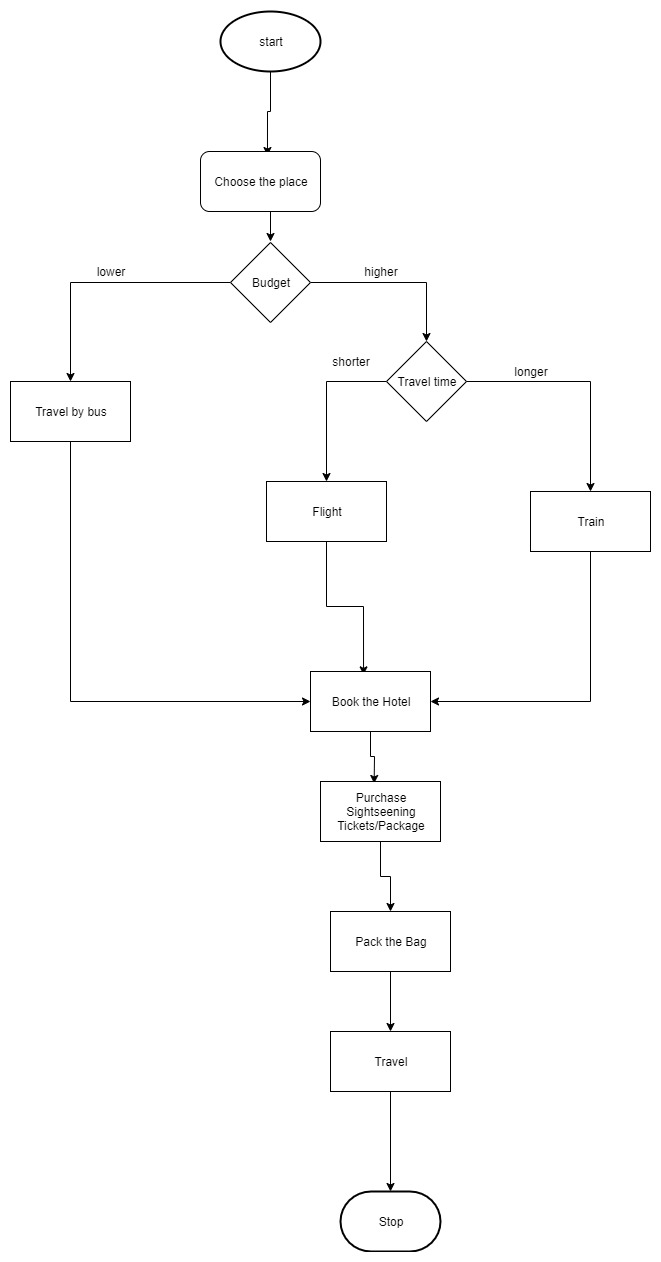 start
Choose the place
lower
Budget
higher
shorter
Travel time
longer
Travel by bus
Flight
Train
Book the Hotel
Purchase
Sightseening
Tickets/Package
Pack the Bag
Travel
Stop